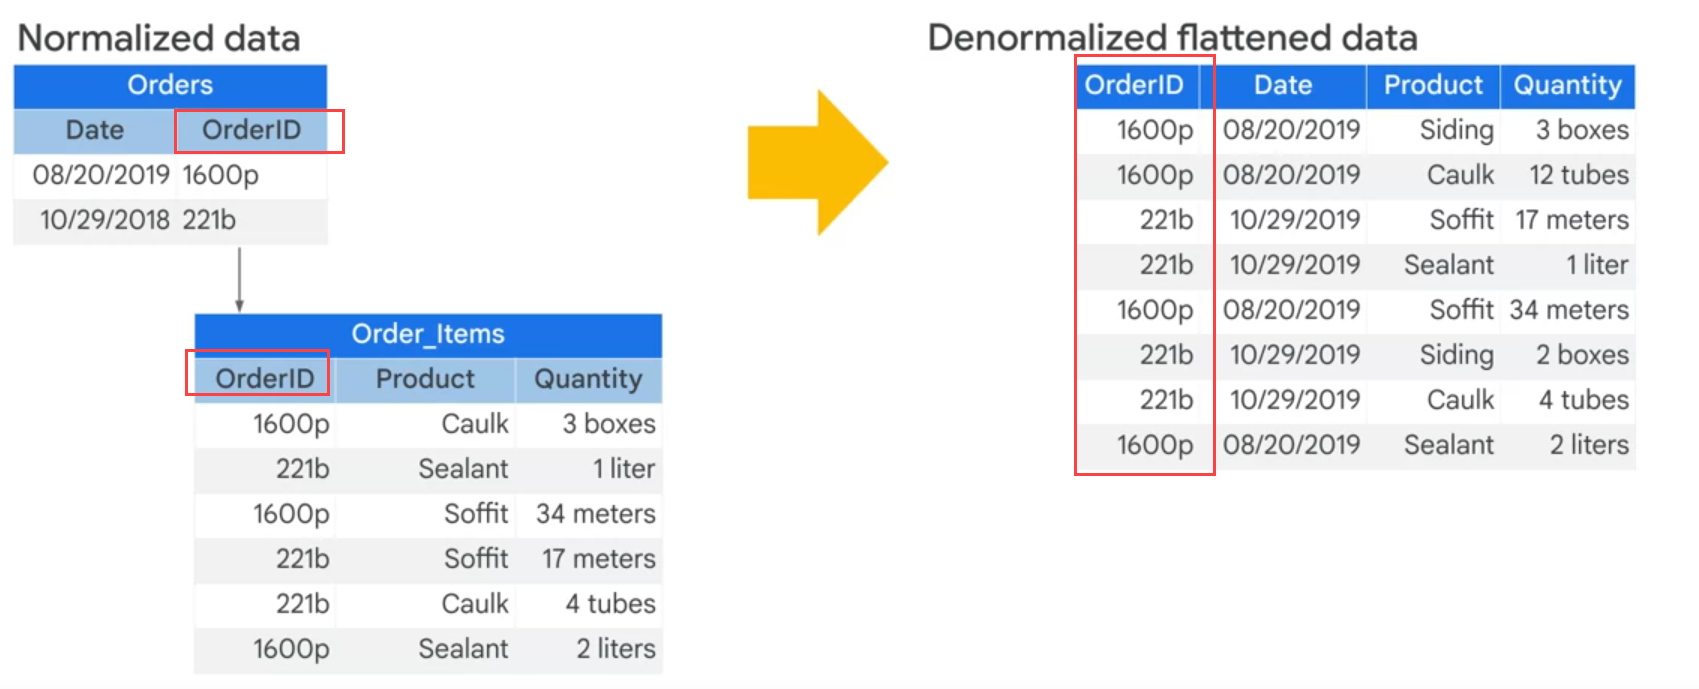 Normalized data
Orders
Date OrderID
08/20/2019 1600p
10/29/2018 221b
Order_Items
OrderID Product Quantity
1600p Caulk 3 boxes
221b Sealant 1 liter
1600p Soffit 34 meters
221b Soffit 17 meters
221b Caulk 4 tubes
1600p Sealant 2 liters
Denormalized flattened data
OrderID Date Product Quantity
1600p 08/20/2019 Siding 3 boxes
1600p 08/20/2019 Caulk 12 tubes
221b 10/29/2019 Soffit 17 meters
221b 10/29/2019 Sealant 1 liter
1600p 08/20/2019 Soffit 34 meters
221b 10/29/2019 Siding 2 boxes
221b 10/29/2019 Caulk 4 tubes
1600p 08/20/2019 Sealant 2 liters